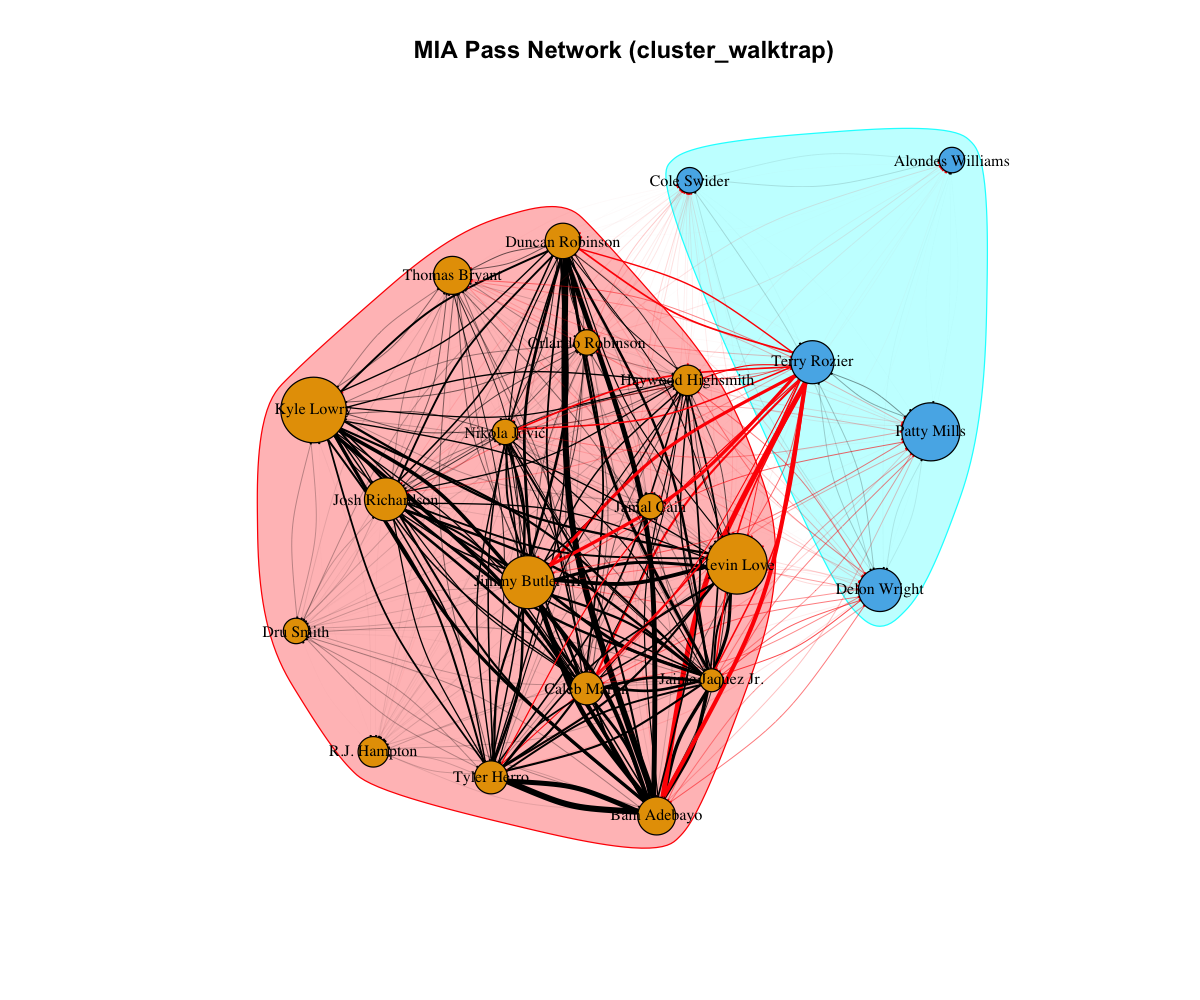 MIA Pass Network (cluster_walktrap)
Alondes Williams
Cole Swider
Duncan Robinson
Thomas Bryant
Orlando Robinson
Terry Rozier
Haywood Highsmith
Kyle Lowry
Nikola Jovic
Patty Mills
Josh Richardson
Jamal Cain
Kevin Love
Jimmy Butler
Delon Wright
Dru Smith
Jaime Jaquez Jr.
Caleb Martin
R.J. Hampton
Tyler Herro
Bam Adebayo